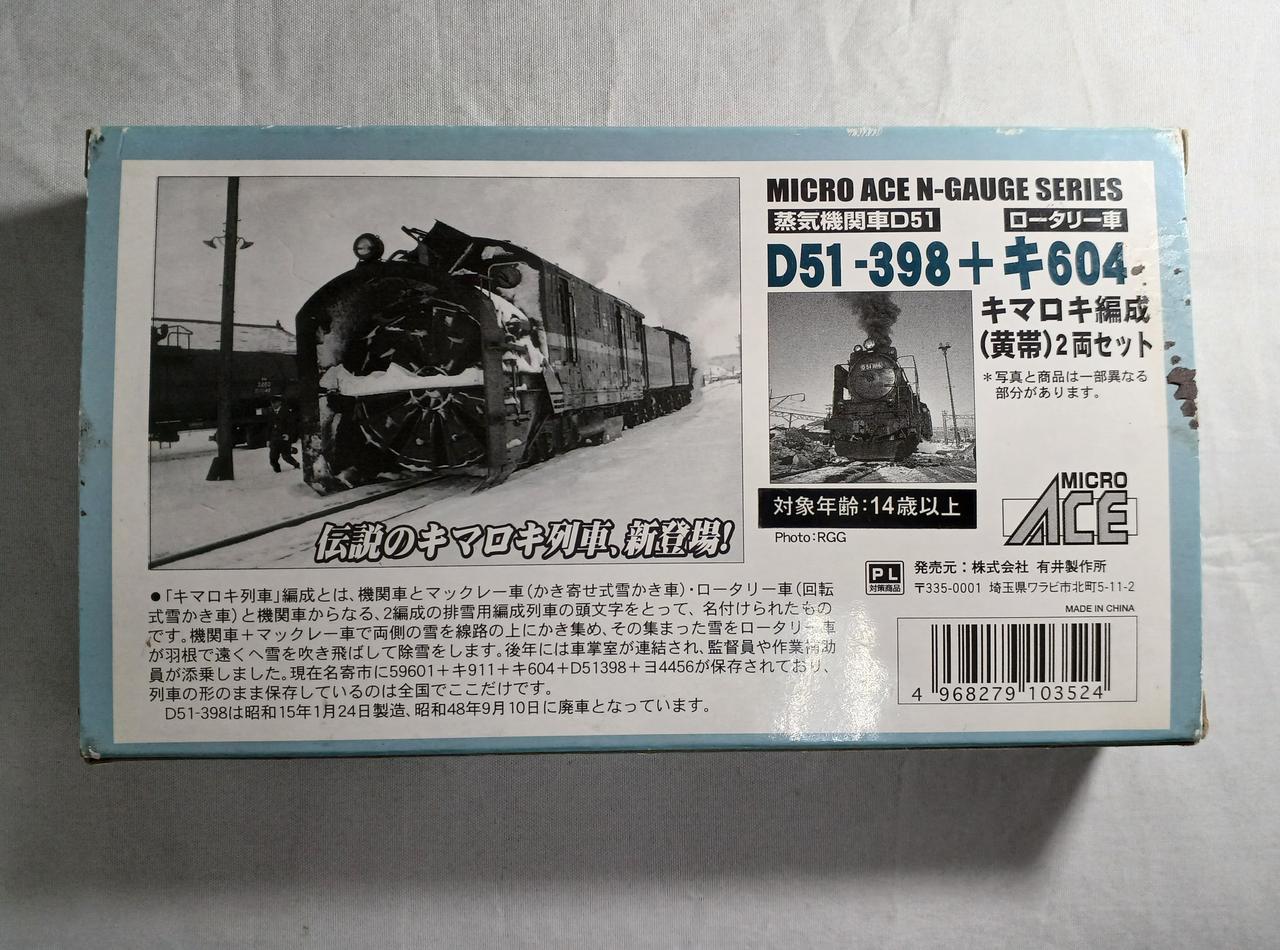 MICRO ACE N-GAUGE SERIES
蒸気機関車D51 ロータリー車
D51-398+キ604
キマロキ編成
(黄帯)2両セット
*写真と商品は一部異なる
部分があります。
対象年齢:14歳以上
Photo:RGG
MICRO
ACE
伝説のキマロキ列車、新登場!
PL
対策商品
発売元:株式会社 有井製作所
〒335-0001 埼玉県ワラビ市北町5-11-2
MADE IN CHINA
4 968279 103524
●「キマロキ列車」編成とは、機関車とマックレー車(かき寄せ式雪かき車)・ロータリー車(回転
式雪かき車)と機関車からなる、2編成の排雪用編成列車の頭文字をとって、名付けられたもの
です。機関車+マックレー車で両側の雪を線路の上にかき集め、その集まった雪をロータリー車
が羽根で遠くへ雪を吹き飛ばして除雪をします。後年には車掌室が連結され、監督員や作業補助
員が添乗しました。現在名寄市に59601+キ911+キ604+D51398+ヨ4456が保存されており、
列車の形のまま保存しているのは全国でここだけです。
D51-398は昭和15年1月24日製造、昭和48年9月10日に廃車となっています。